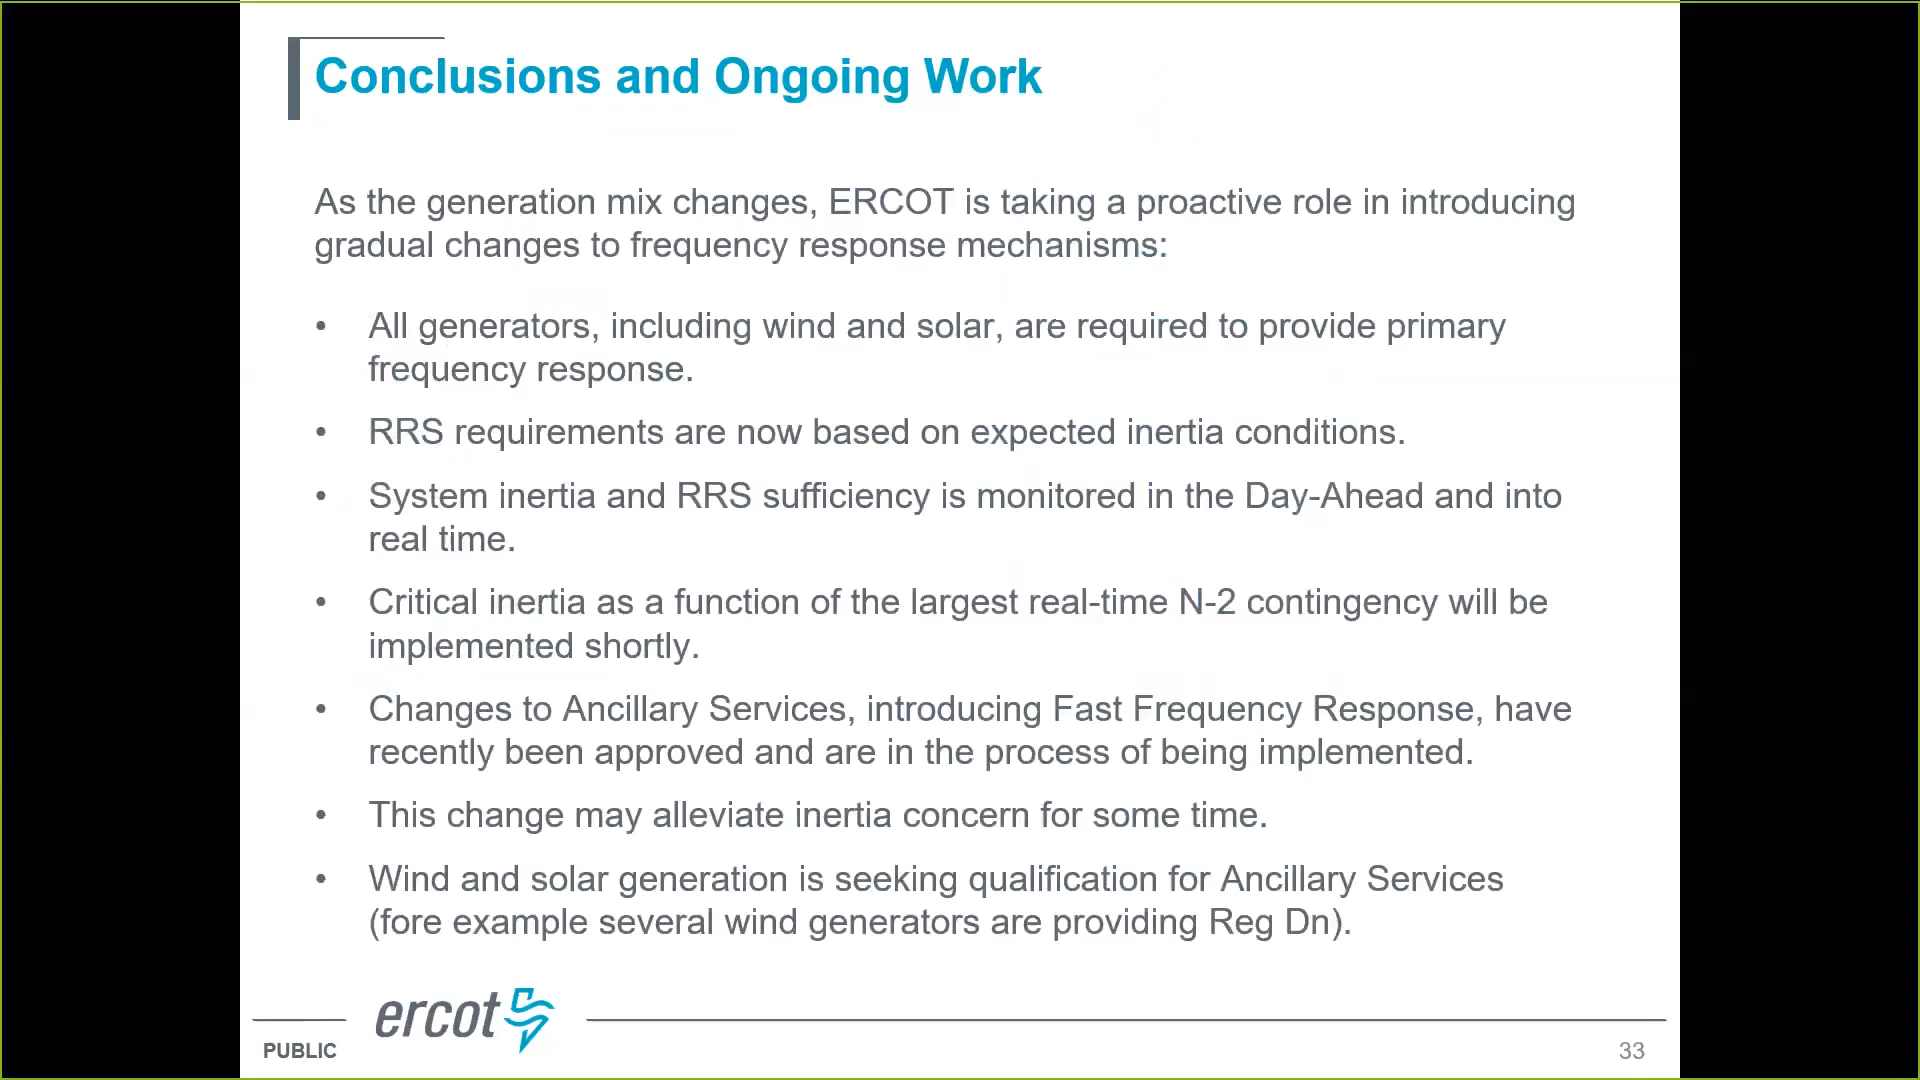 Conclusions and Ongoing Work
As the generation mix changes, ERCOT is taking a proactive role in introducing
gradual changes to frequency response mechanisms:
• All generators, including wind and solar, are required to provide primary
frequency response.
• RRS requirements are now based on expected inertia conditions.
• System inertia and RRS sufficiency is monitored in the Day-Ahead and into
real time.
• Critical inertia as a function of the largest real-time N-2 contingency will be
implemented shortly.
• Changes to Ancillary Services, introducing Fast Frequency Response, have
recently been approved and are in the process of being implemented.
• This change may alleviate inertia concern for some time.
• Wind and solar generation is seeking qualification for Ancillary Services
(fore example several wind generators are providing Reg Dn).
ercot
PUBLIC
33